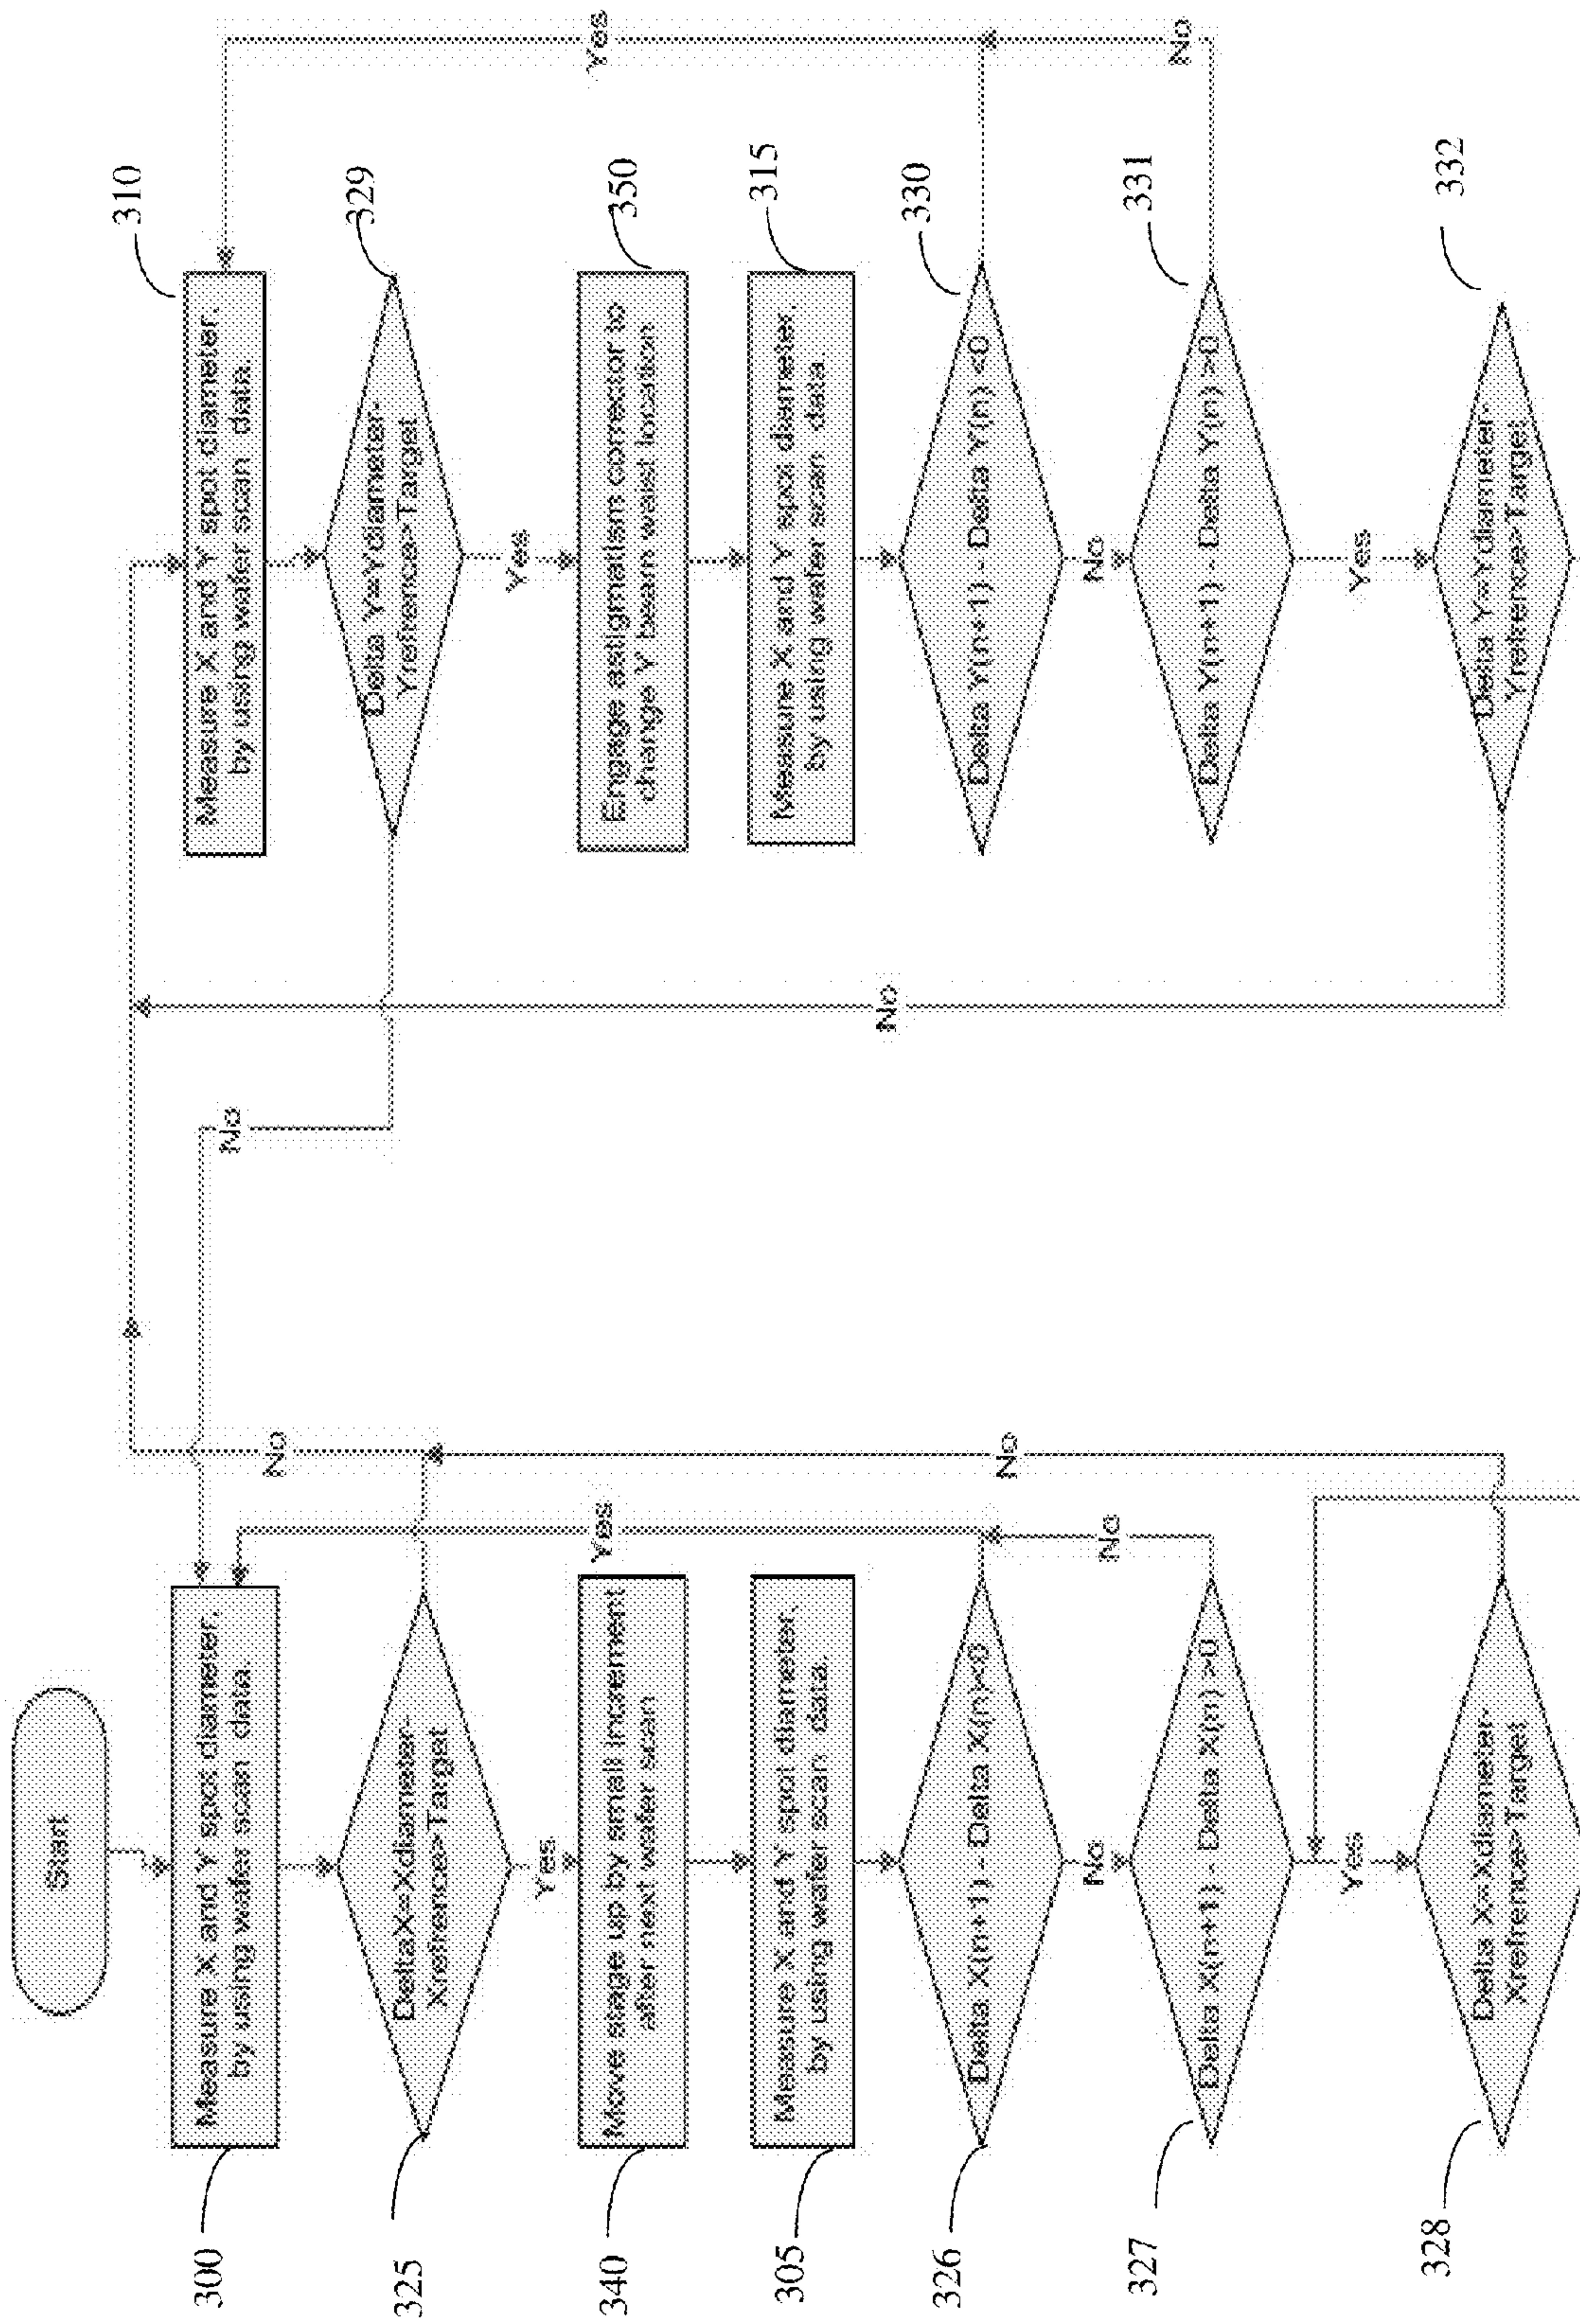 Start
300
Measure X and Y spot diameter,
by using wafer scan data.
325
DeltaX=Xdiameter-
Xrefrence>Target
No
Yes
340
Move stage up by small increment
after next wafer scan
Yes
305
Measure X and Y spot diameter,
by using wafer scan data.
326
Delta X(n+1) - Delta X(n)<0
No
No
327
Delta X(n+1) - Delta X(n) >0
Yes
No
328
Delta X=Xdiameter-
Xrefrence>Target
310
Measure X and Y spot diameter,
by using wafer scan data.
329
Delta Y=Ydiameter-
Yrefrence>Target
No
Yes
350
Engage astigmatism corrector to
change Y beam waist location
Yes
315
Measure X and Y spot diameter,
by using wafer scan data
330
Delta Y(n+1) - Delta Y(n) <0
No
No
331
Delta Y(n+1) - Delta Y(n) >0
Yes
No
332
Delta Y=Ydiameter-
Yrefrence>Target